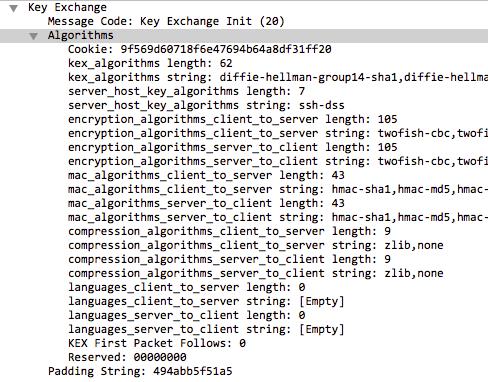 Key Exchange
Message Code: Key Exchange Init (20)
Algorithms
Cookie: 9f569d60718f6e47694b64a8df31ff20
kex_algorithms length: 62
kex_algorithms string: diffie-hellman-group14-sha1,diffie-hellma
server_host_key_algorithms length: 7
server_host_key_algorithms string: ssh-dss
encryption_algorithms_client_to_server length: 105
encryption_algorithms_client_to_server string: twofish-cbc,twofi
encryption_algorithms_server_to_client length: 105
encryption_algorithms_server_to_client string: twofish-cbc,twofi
mac_algorithms_client_to_server length: 43
mac_algorithms_client_to_server string: hmac-sha1,hmac-md5,hmac-
mac_algorithms_server_to_client length: 43
mac_algorithms_server_to_client string: hmac-sha1,hmac-md5,hmac-
compression_algorithms_client_to_server length: 9
compression_algorithms_client_to_server string: zlib,none
compression_algorithms_server_to_client length: 9
compression_algorithms_server_to_client string: zlib,none
languages_client_to_server length: 0
languages_client_to_server string: [Empty]
languages_server_to_client length: 0
languages_server_to_client string: [Empty]
KEX First Packet Follows: 0
Reserved: 00000000
Padding String: 494abb5f51a5